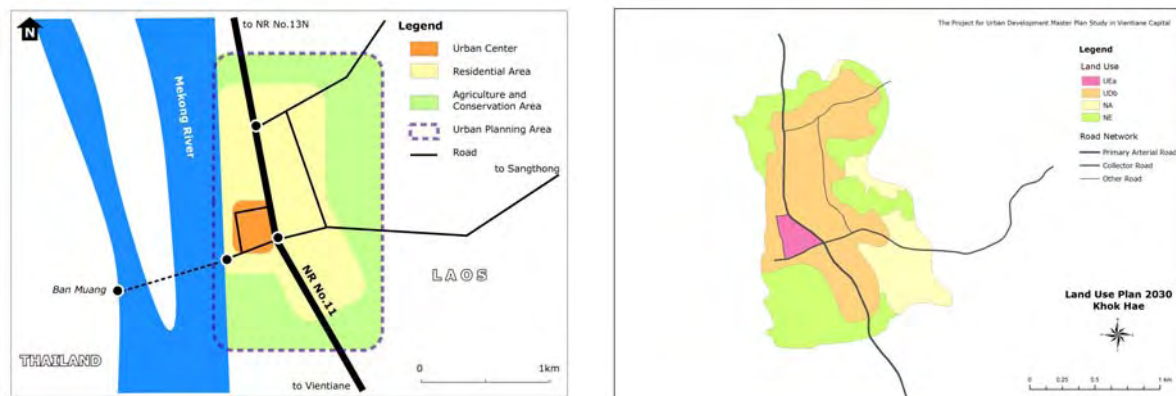 N
to NR No.13N
Legend
Urban Center
Residential Area
Agriculture and
Conservation Area
Urban Planning Area
Road
Mekong River
to Sangthong
Ban Muang
NR No.11
LAOS
THAILAND
to Vientiane
0 1km
The Project for Urban Development Master Plan Study in Vientiane Capital
Legend
Land Use
UEa
UDb
NA
NE
Road Network
Primary Arterial Road
Collector Road
Other Road
Land Use Plan 2030
Khok Hae
0 0.25 0.5 1 km